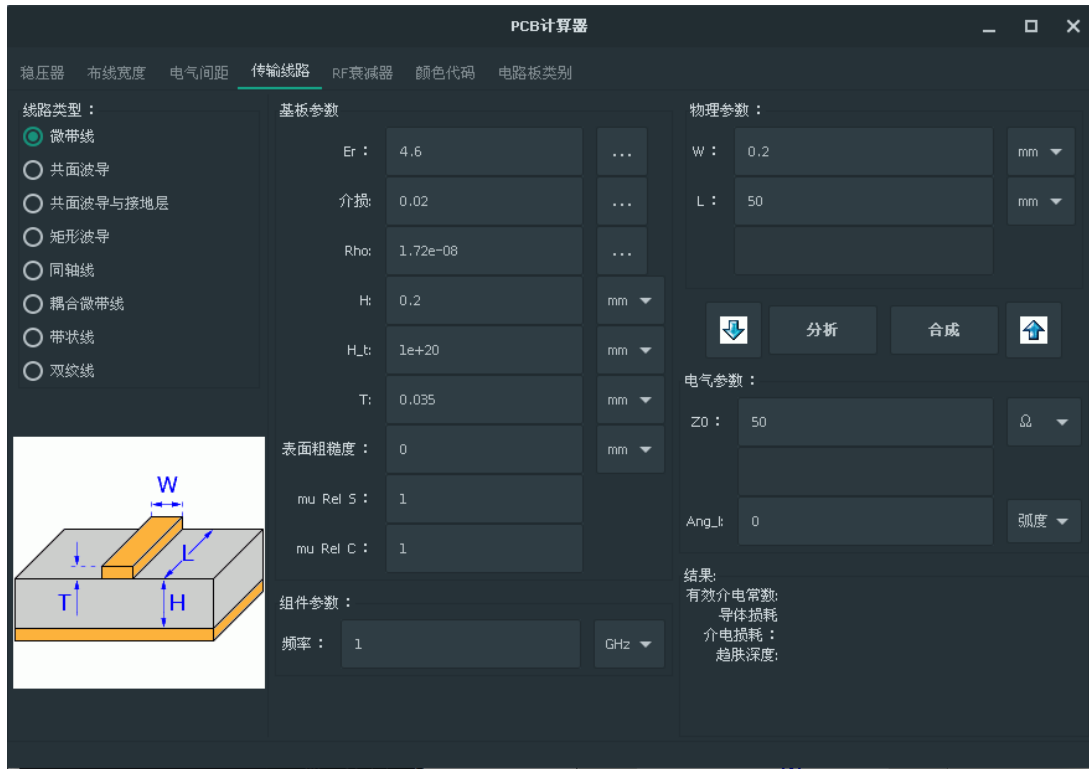 PCB计算器
稳压器 布线宽度 电气间距 传输线路 RF衰减器 颜色代码 电路板类别
线路类型：
微带线
共面波导
共面波导与接地层
矩形波导
同轴线
耦合微带线
带状线
双绞线
W
L
T
H
基板参数
Er： 4.6 ...
介损: 0.02 ...
Rho: 1.72e-08 ...
H: 0.2 mm
H_t: 1e+20 mm
T: 0.035 mm
表面粗糙度： 0 mm
mu Rel S： 1
mu Rel C： 1
组件参数：
频率： 1 GHz
物理参数：
W： 0.2 mm
L： 50 mm
分析 合成
电气参数：
Z0： 50 Ω
Ang_l: 0 弧度
结果:
有效介电常数:
导体损耗
介电损耗：
趋肤深度: